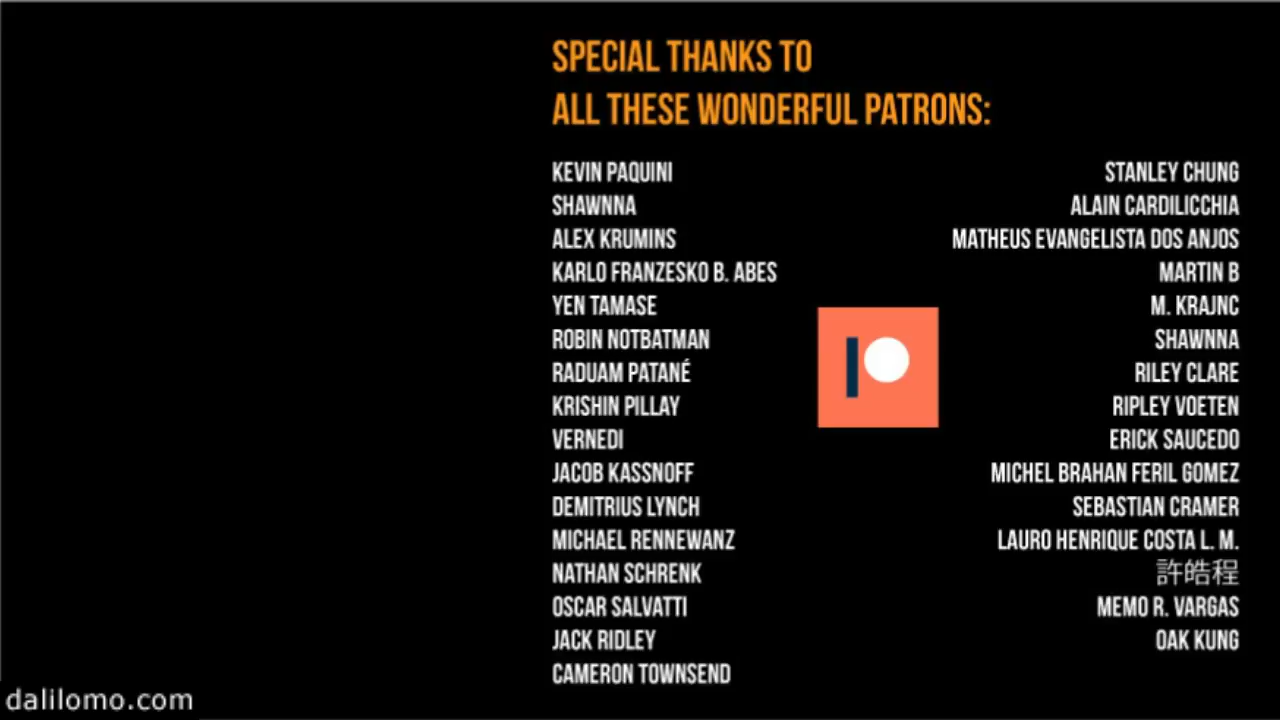 SPECIAL THANKS TO
ALL THESE WONDERFUL PATRONS:
KEVIN PAQUINI
SHAWNNA
ALEX KRUMINS
KARLO FRANZESKO B. ABES
YEN TAMASE
ROBIN NOTBATMAN
RADUAM PATANÉ
KRISHIN PILLAY
VERNEDI
JACOB KASSNOFF
DEMITRIUS LYNCH
MICHAEL RENNEWANZ
NATHAN SCHRENK
OSCAR SALVATTI
JACK RIDLEY
CAMERON TOWNSEND
STANLEY CHUNG
ALAIN CARDILICCHIA
MATHEUS EVANGELISTA DOS ANJOS
MARTIN B
M. KRAJNC
SHAWNNA
RILEY CLARE
RIPLEY VOETEN
ERICK SAUCEDO
MICHEL BRAHAN FERIL GOMEZ
SEBASTIAN CRAMER
LAURO HENRIQUE COSTA L. M.
許皓程
MEMO R. VARGAS
OAK KUNG
dalilomo.com